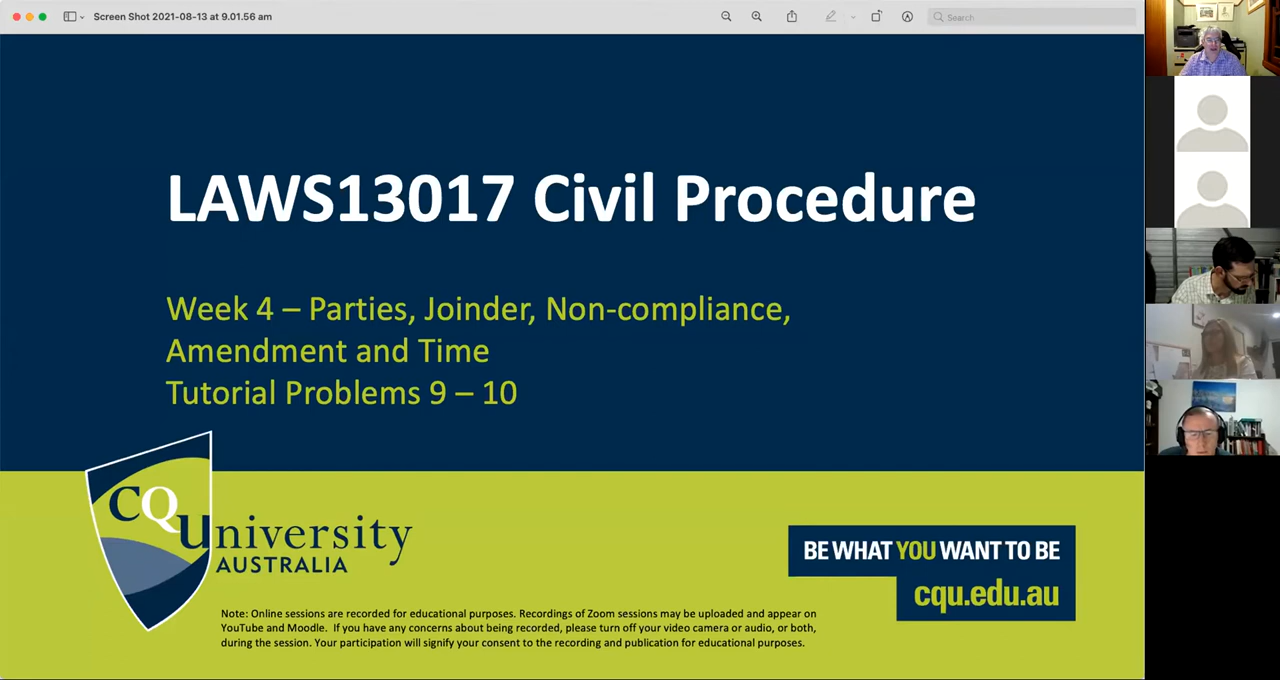 Screen Shot 2021-08-13 at 9.01.56 am
Search
LAWS13017 Civil Procedure
Week 4 – Parties, Joinder, Non-compliance,
Amendment and Time
Tutorial Problems 9 – 10
CQUniversity
AUSTRALIA
BE WHAT YOU WANT TO BE
cqu.edu.au
Note: Online sessions are recorded for educational purposes. Recordings of Zoom sessions may be uploaded and appear on
YouTube and Moodle. If you have any concerns about being recorded, please turn off your video camera or audio, or both,
during the session. Your participation will signify your consent to the recording and publication for educational purposes.